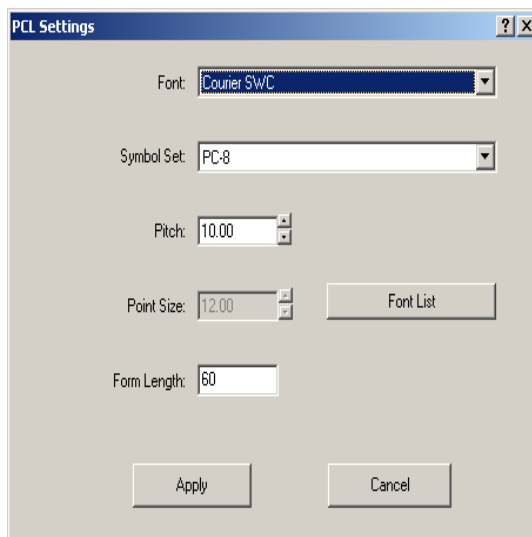 PCL Settings
Font: Courier SWC
Symbol Set: PC-8
Pitch: 10.00
Point Size: 12.00 Font List
Form Length: 60
Apply Cancel